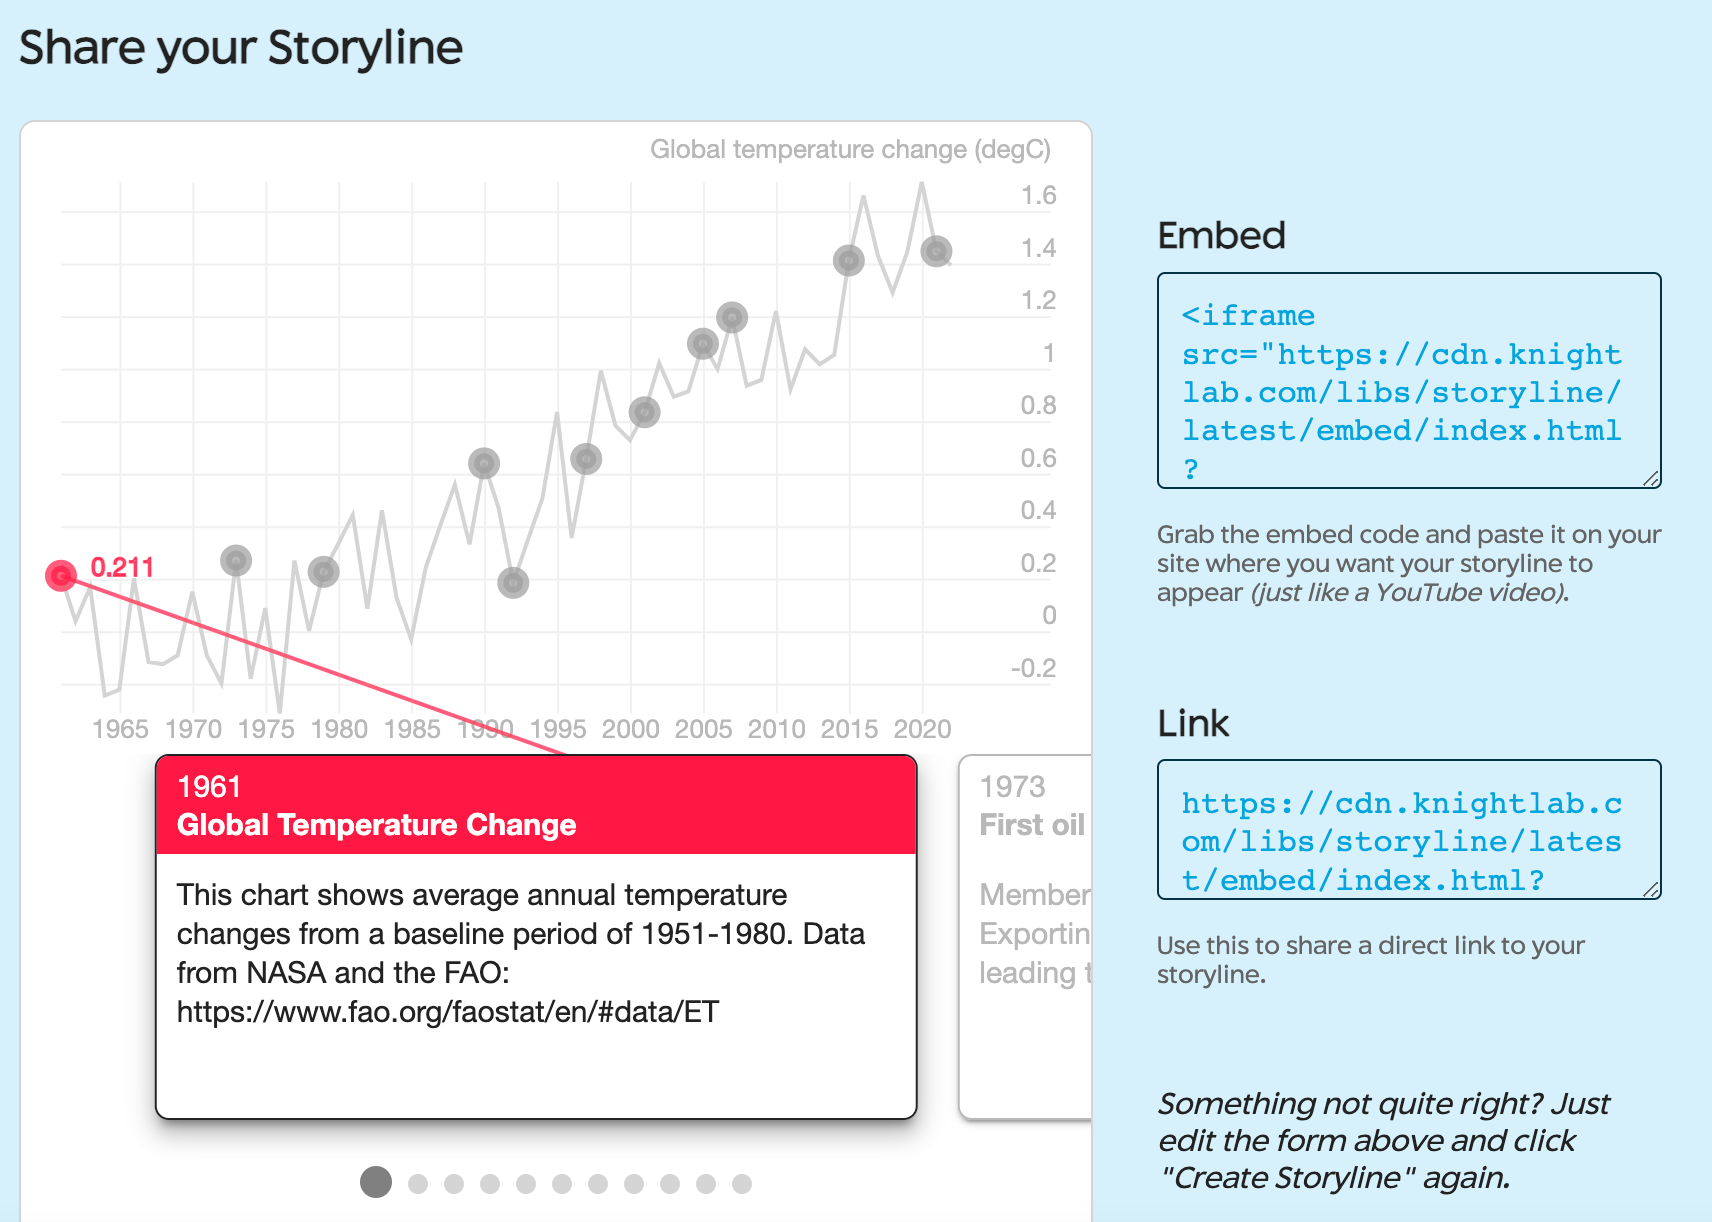 Share your Storyline
Global temperature change (degC)
1.6
1.4
1.2
1
0.8
0.6
0.4
0.2
0
-0.2
0.211
1965 1970 1975 1980 1985 1990 1995 2000 2005 2010 2015 2020
1961
Global Temperature Change
This chart shows average annual temperature
changes from a baseline period of 1951-1980. Data
from NASA and the FAO:
https://www.fao.org/faostat/en/#data/ET
1973
First oil
Member
Exportin
leading t
Embed
<iframe
src="https://cdn.knight
lab.com/libs/storyline/
latest/embed/index.html
?
Grab the embed code and paste it on your
site where you want your storyline to
appear (just like a YouTube video).
Link
https://cdn.knightlab.c
om/libs/storyline/lates
t/embed/index.html?
Use this to share a direct link to your
storyline.
Something not quite right? Just
edit the form above and click
"Create Storyline" again.